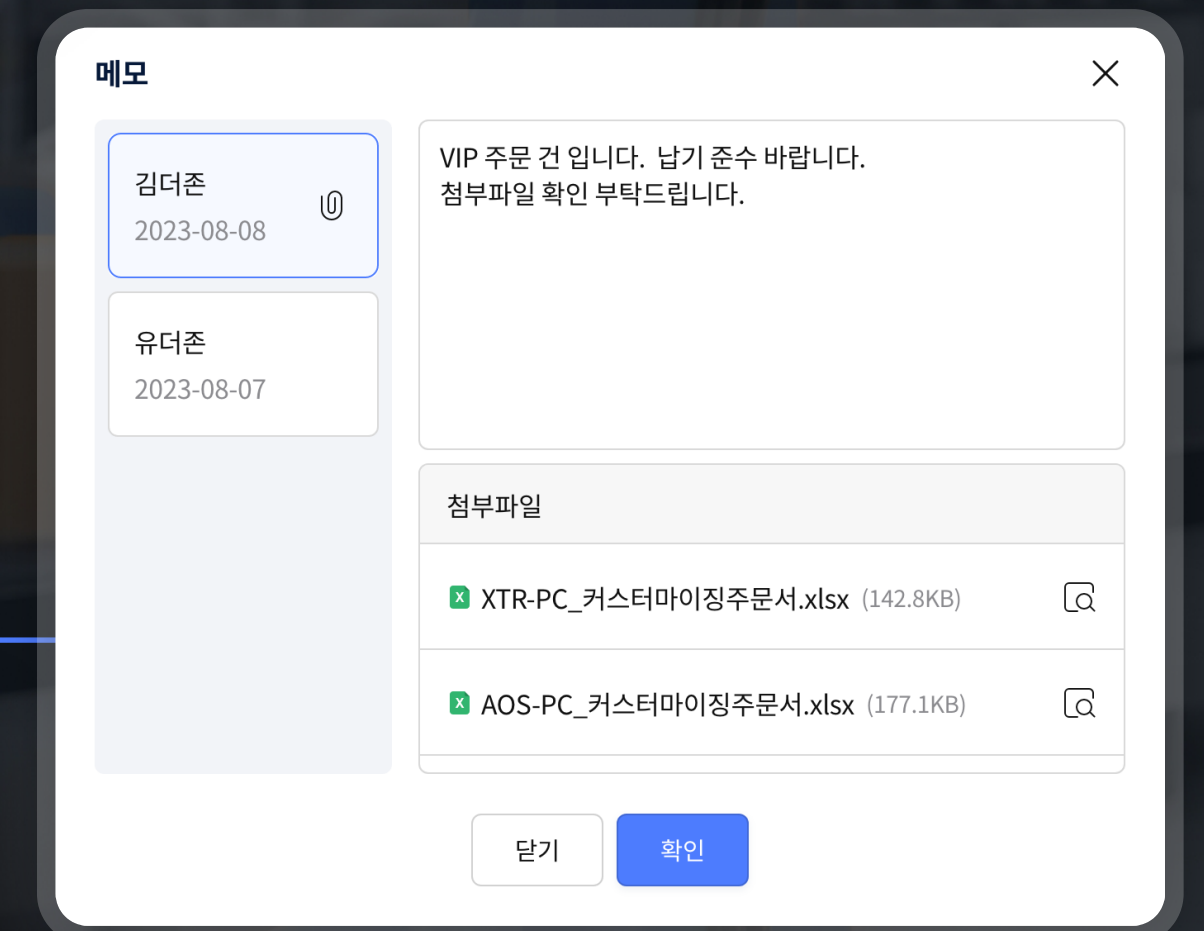 메모
김더존
2023-08-08
유더존
2023-08-07
VIP 주문 건 입니다.  납기 준수 바랍니다.
첨부파일 확인 부탁드립니다.
첨부파일
X XTR-PC_커스터마이징주문서.xlsx (142.8KB)
X AOS-PC_커스터마이징주문서.xlsx (177.1KB)
닫기 확인